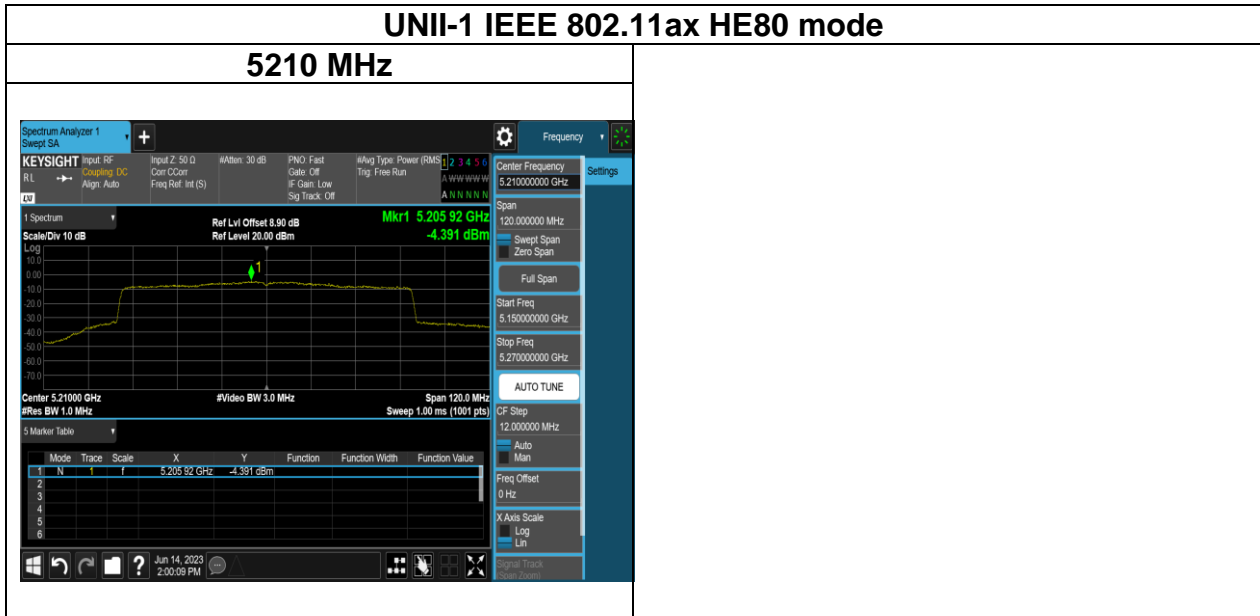 UNII-1 IEEE 802.11ax HE80 mode
5210 MHz
Spectrum Analyzer 1
Swept SA
+
Frequency
KEYSIGHT
RL
LXI
Input: RF
Coupling: DC
Align: Auto
Input Z: 50 Ω
Corr CCorr
Freq Ref: Int (S)
#Atten: 30 dB
PNO: Fast
Gate: Off
IF Gain: Low
Sig Track: Off
#Avg Type: Power (RMS
Trig: Free Run
1 2 3 4 5 6
A W W W W W
A N N N N N
Center Frequency
5.210000000 GHz
Settings
Span
120.000000 MHz
Swept Span
Zero Span
Full Span
Start Freq
5.150000000 GHz
Stop Freq
5.270000000 GHz
AUTO TUNE
CF Step
12.000000 MHz
Auto
Man
Freq Offset
0 Hz
X Axis Scale
Log
Lin
Signal Track
(Span Zoom)
1 Spectrum
Scale/Div 10 dB
Ref Lvl Offset 8.90 dB
Ref Level 20.00 dBm
Mkr1 5.205 92 GHz
-4.391 dBm
Log
10.0
0.00
-10.0
-20.0
-30.0
-40.0
-50.0
-60.0
-70.0
1
Center 5.21000 GHz
#Video BW 3.0 MHz
Span 120.0 MHz
#Res BW 1.0 MHz
Sweep 1.00 ms (1001 pts)
5 Marker Table
Mode Trace Scale X Y Function Function Width Function Value
1 N 1 f 5.205 92 GHz -4.391 dBm
2
3
4
5
6
?
Jun 14, 2023
2:00:09 PM